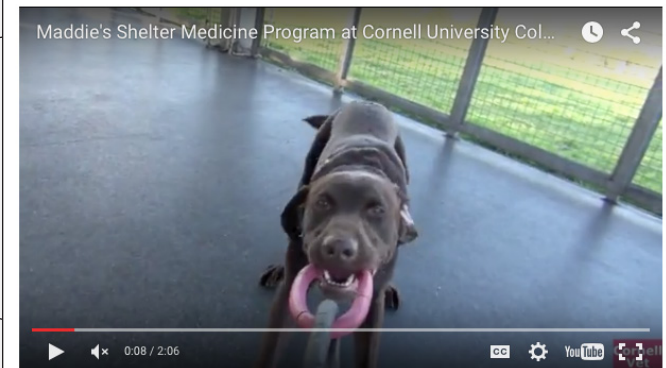 Maddie's Shelter Medicine Program at Cornell University Col...
0:08 / 2:06
CC
YouTube
Cornell
Vet